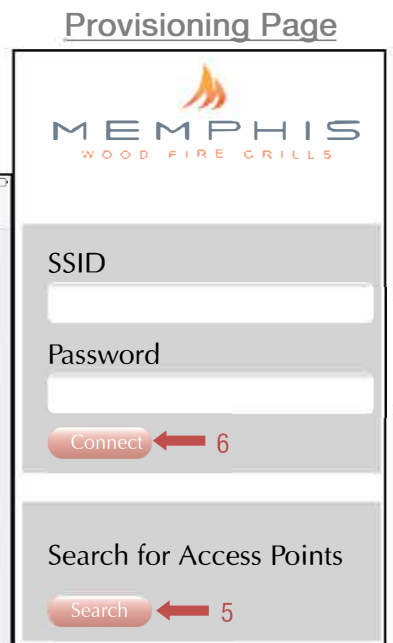 Provisioning Page
MEMPHIS
WOOD FIRE GRILLS
SSID
Password
Connect 6
Search for Access Points
Search 5